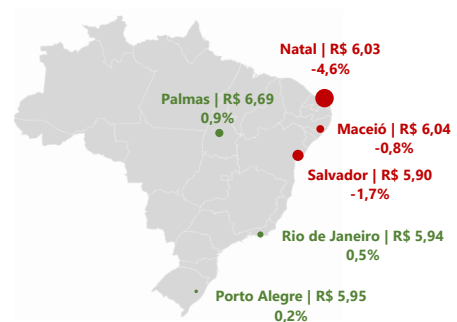 Natal | R$ 6,03
-4,6%
Palmas | R$ 6,69
0,9%
Maceió | R$ 6,04
-0,8%
Salvador | R$ 5,90
-1,7%
Rio de Janeiro | R$ 5,94
0,5%
Porto Alegre | R$ 5,95
0,2%